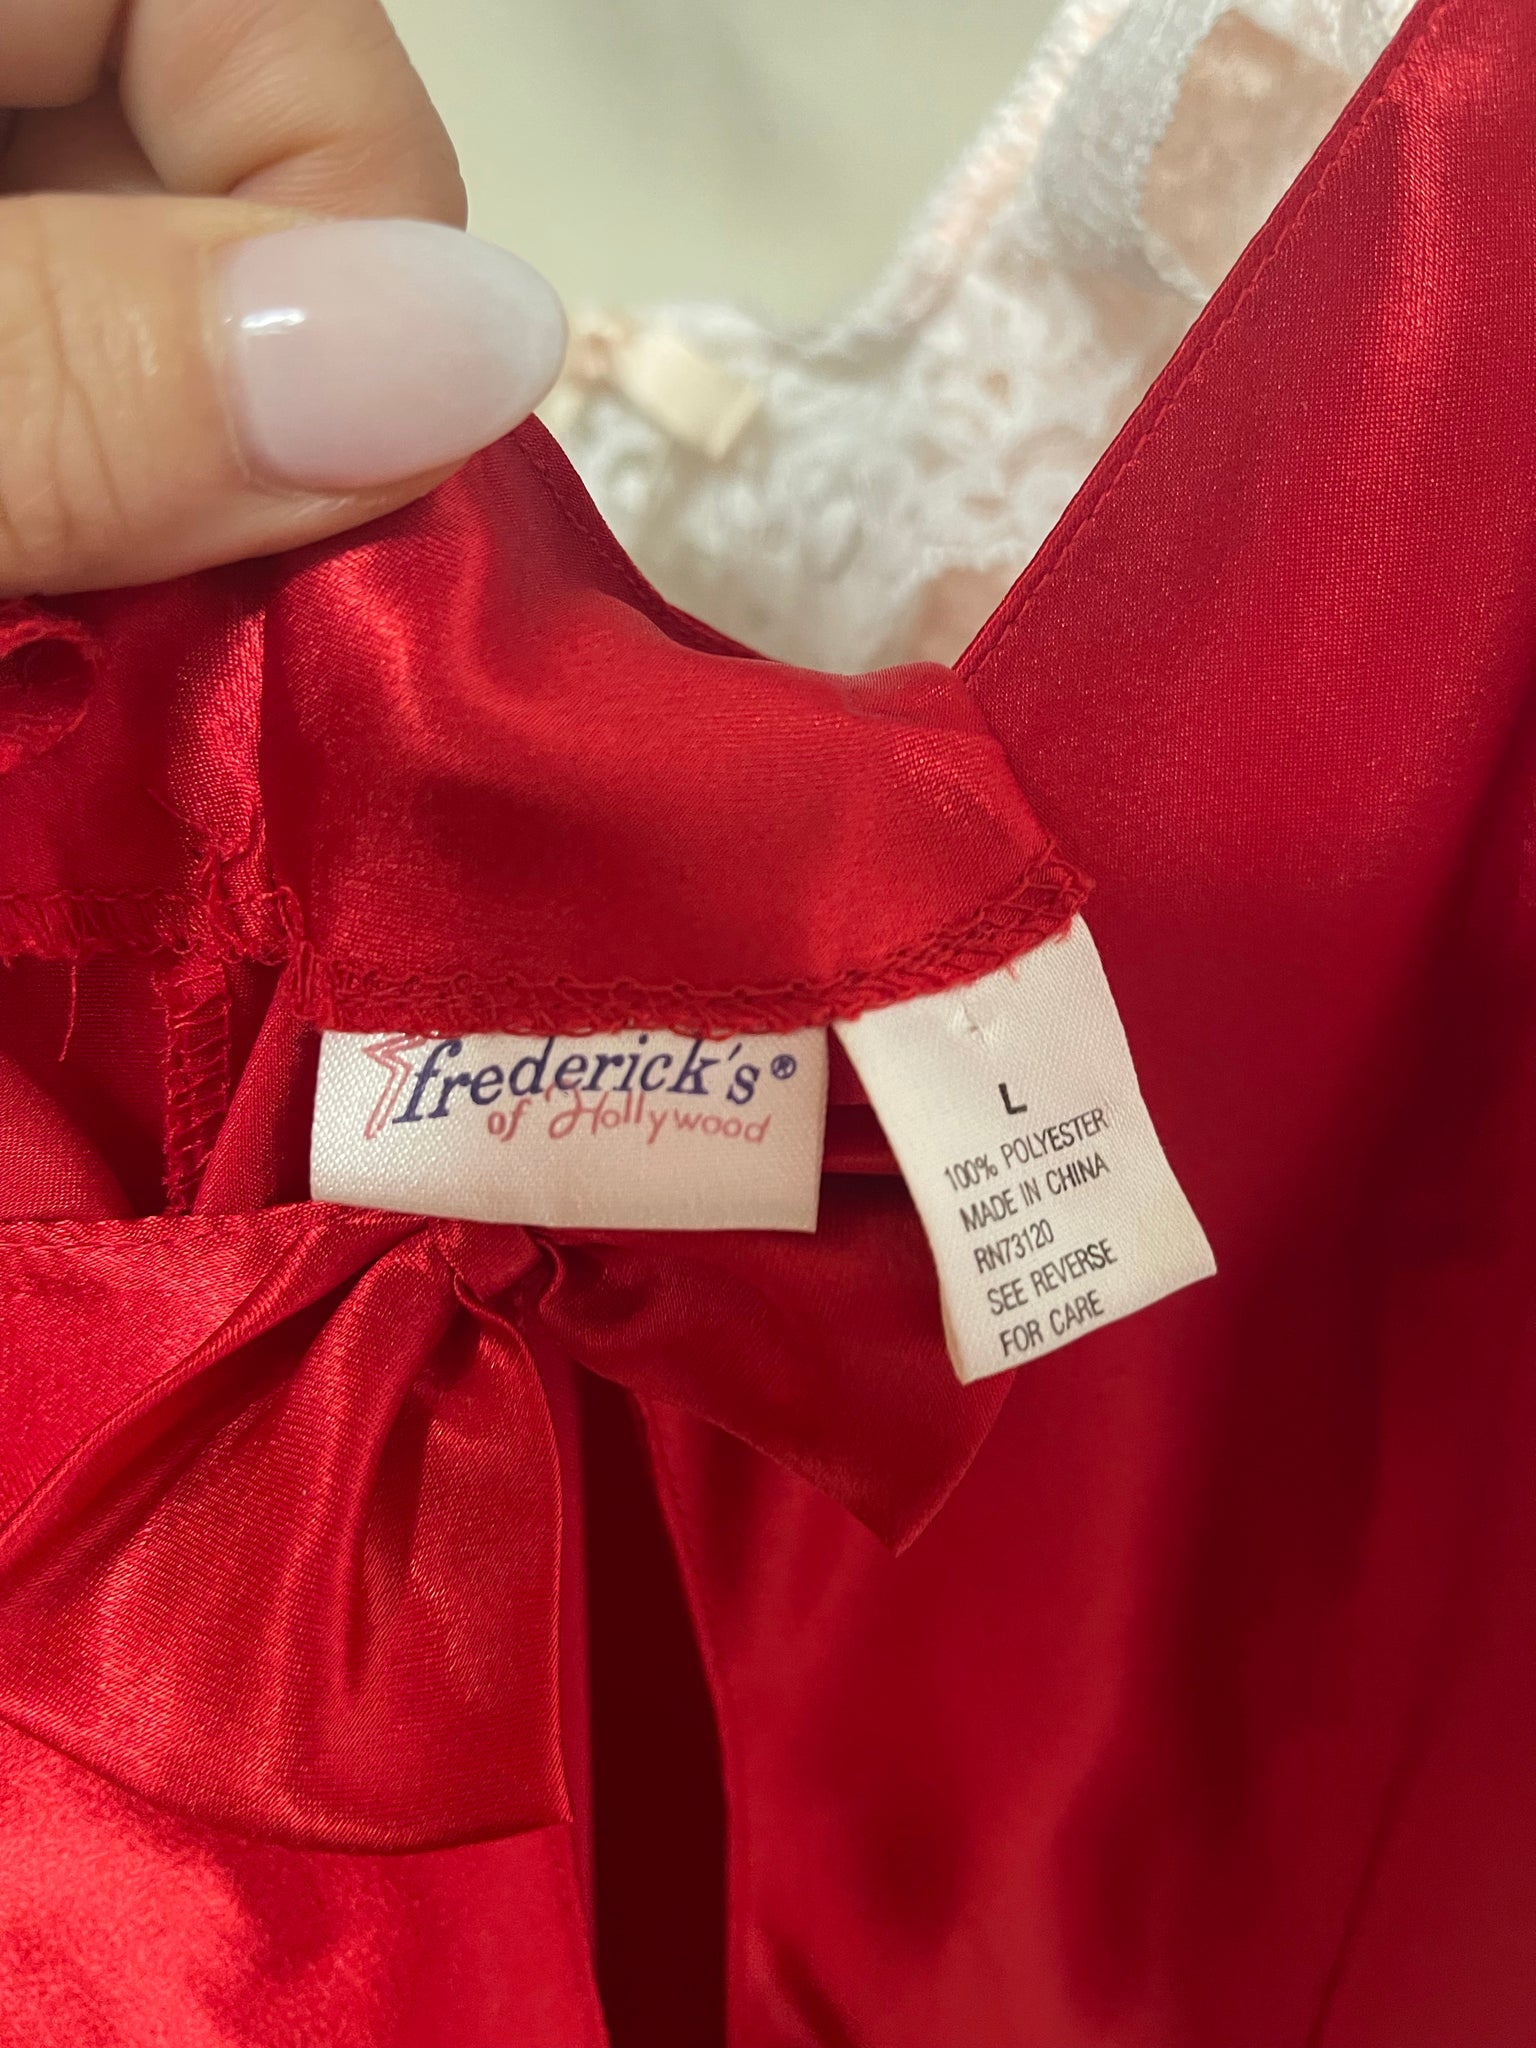 frederick's®
of Hollywood
L
100% POLYESTER
MADE IN CHINA
RN73120
SEE REVERSE
FOR CARE